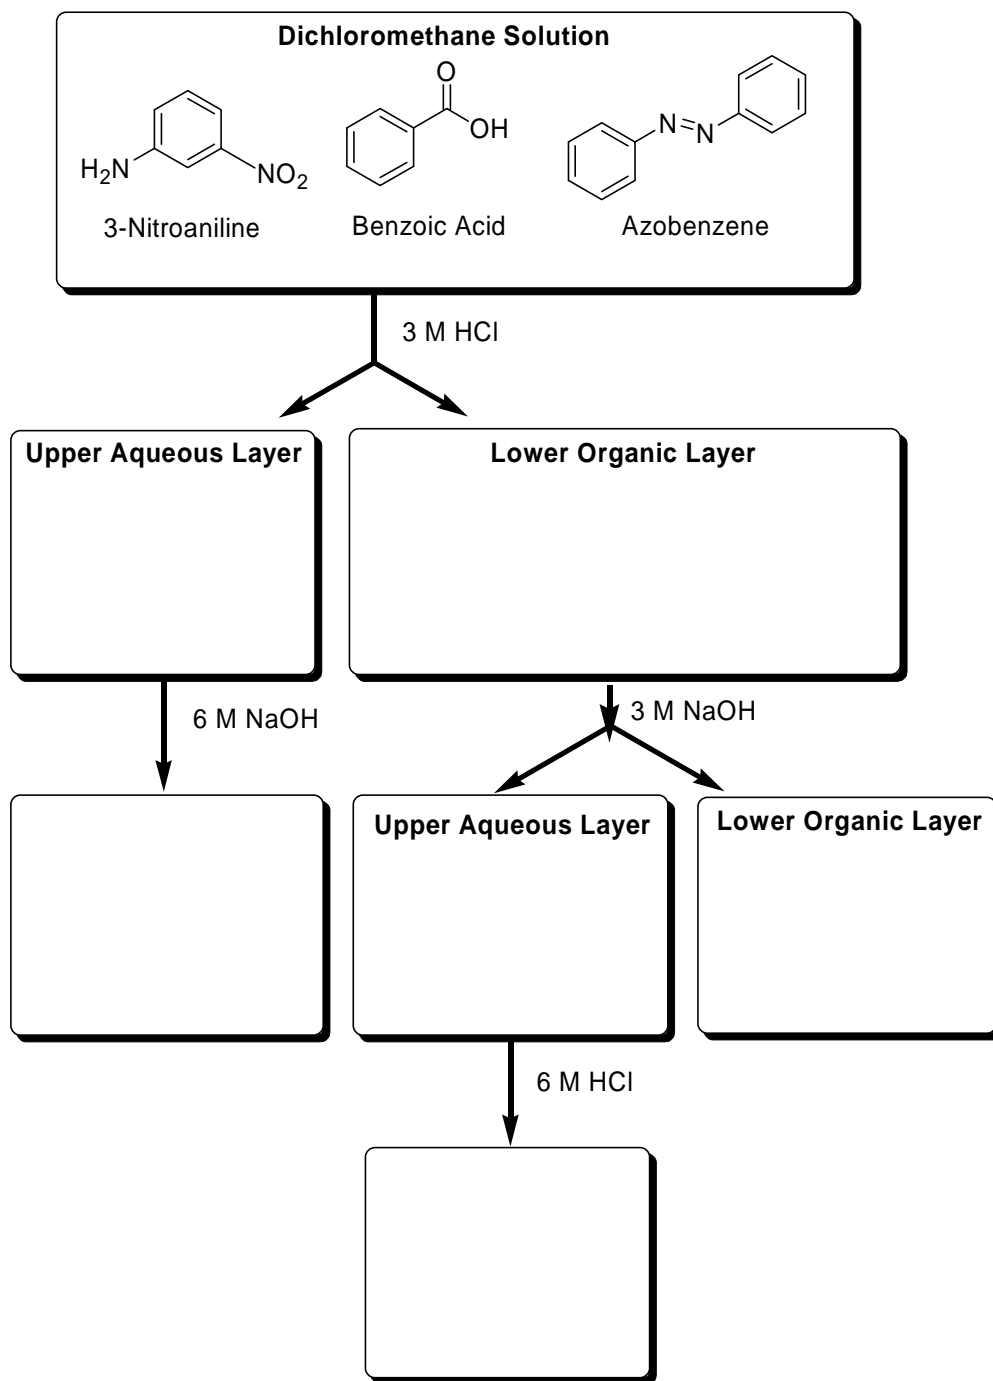 Dichloromethane Solution
O
OH
N
N
H2N
NO2
3-Nitroaniline
Benzoic Acid
Azobenzene
3 M HCl
Upper Aqueous Layer
Lower Organic Layer
6 M NaOH
3 M NaOH
Upper Aqueous Layer
Lower Organic Layer
6 M HCl